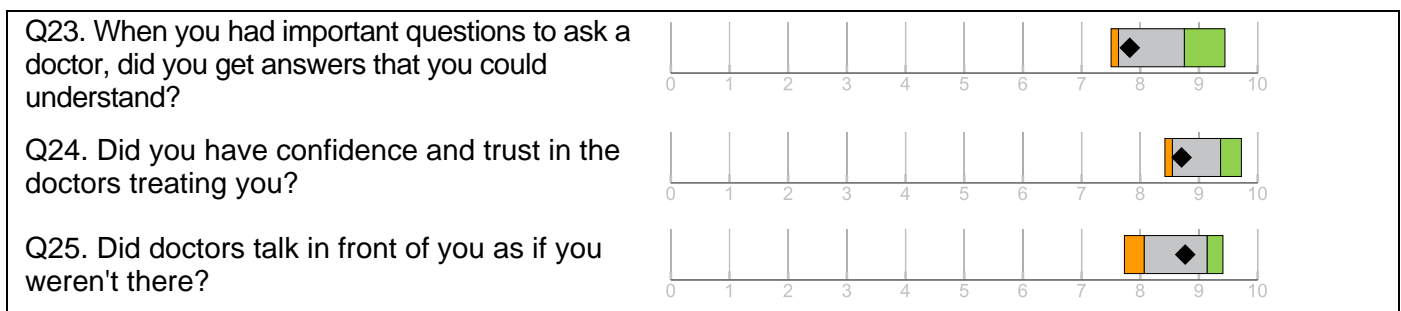 Q23. When you had important questions to ask a
doctor, did you get answers that you could
understand?
0 1 2 3 4 5 6 7 8 9 10
Q24. Did you have confidence and trust in the
doctors treating you?
0 1 2 3 4 5 6 7 8 9 10
Q25. Did doctors talk in front of you as if you
weren't there?
0 1 2 3 4 5 6 7 8 9 10